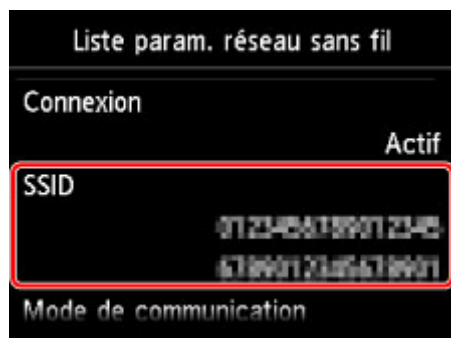 Liste param. réseau sans fil
Connexion
Actif
SSID
Mode de communication